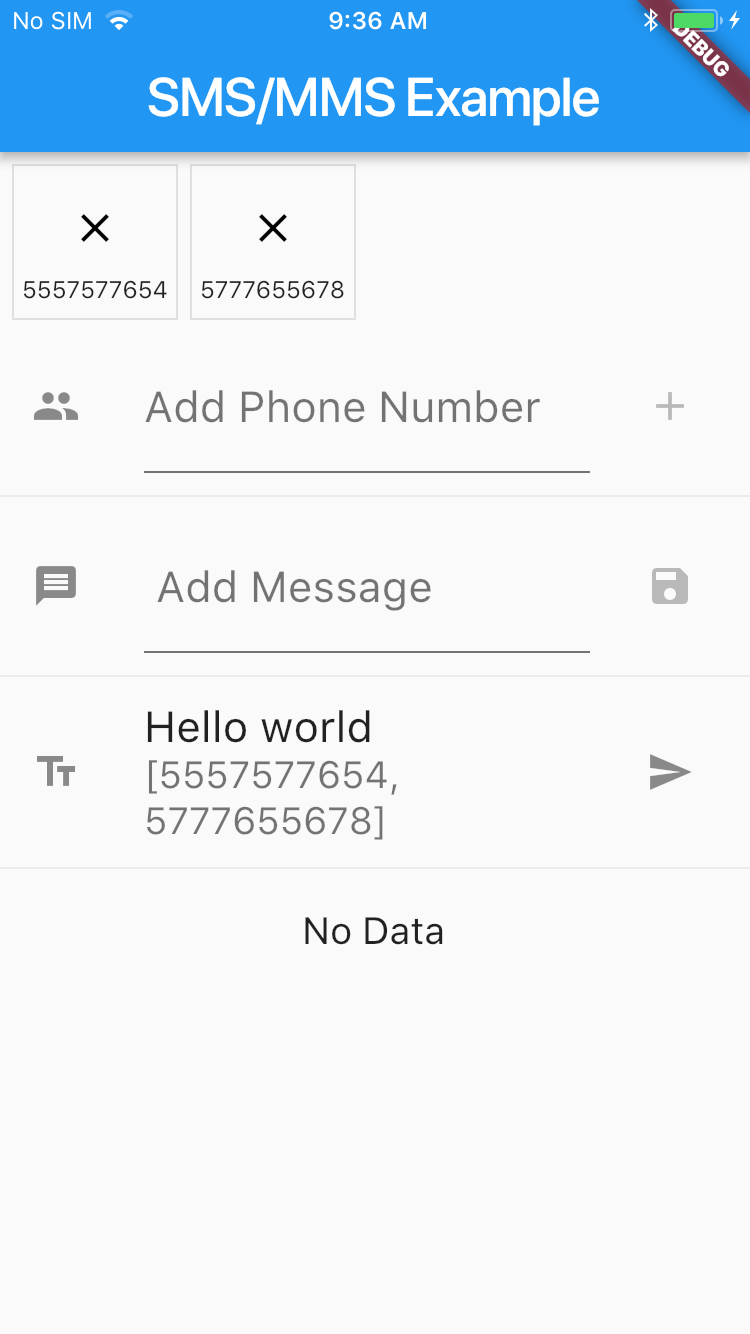 No SIM 9:36 AM
DEBUG
SMS/MMS Example
5557577654 5777655678
Add Phone Number
Add Message
Hello world
[5557577654,
5777655678]
No Data